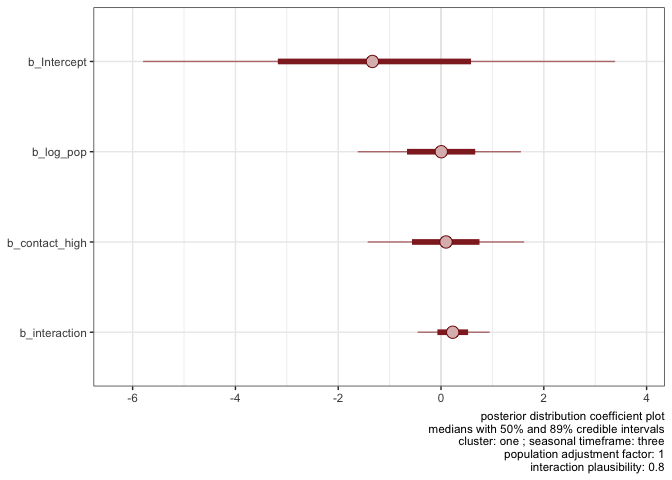 b_Intercept
b_log_pop
b_contact_high
b_interaction
-6 -4 -2 0 2 4
posterior distribution coefficient plot
medians with 50% and 89% credible intervals
cluster: one ; seasonal timeframe: three
population adjustment factor: 1
interaction plausibility: 0.8